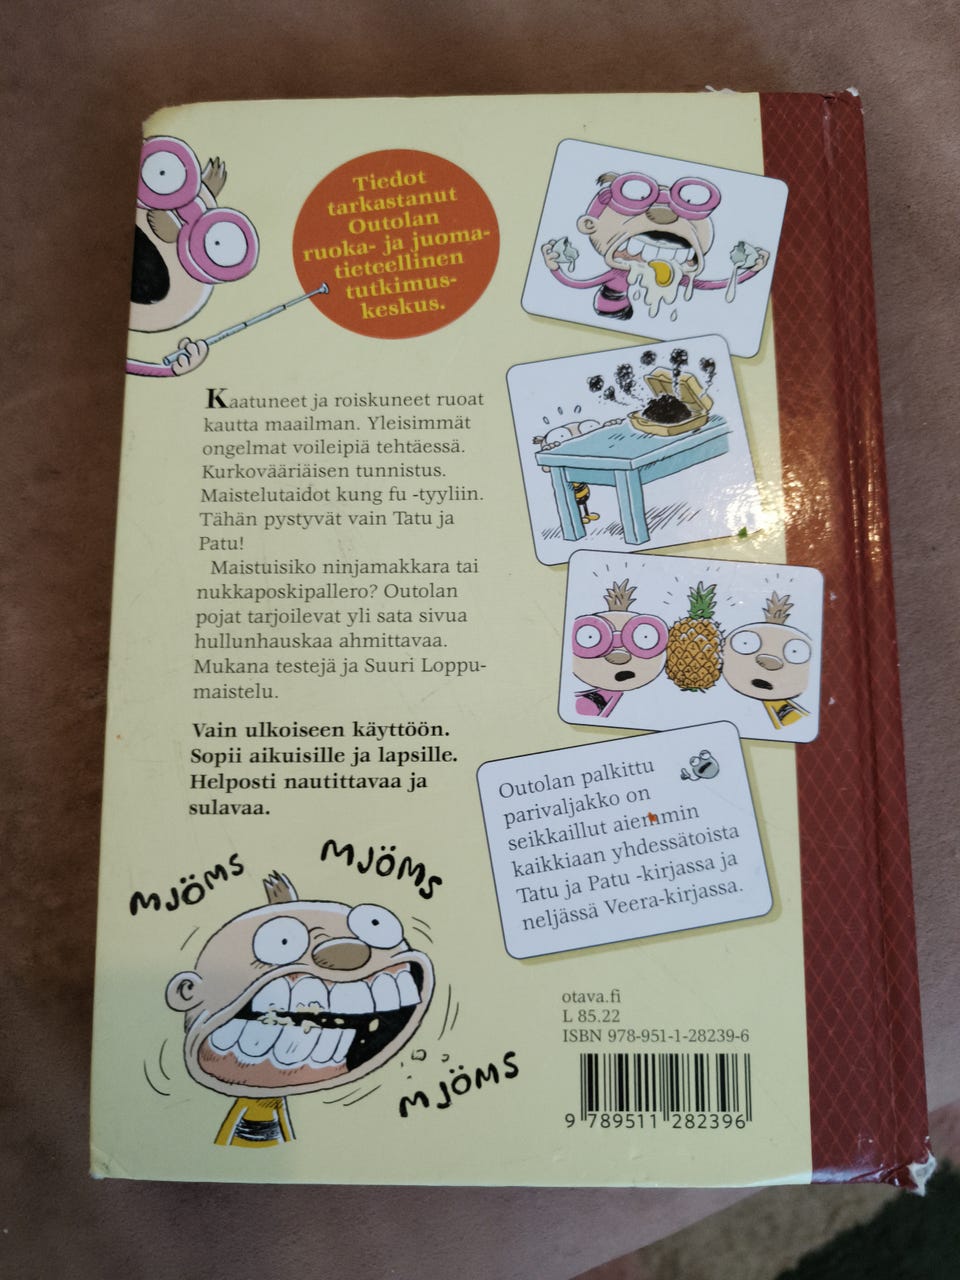 Tiedot
tarkastanut
Outolan
ruoka- ja juoma-
tieteellinen
tutkimus-
keskus.
Kaatuneet ja roiskuneet ruoat
kautta maailman. Yleisimmät
ongelmat voileipiä tehtäessä.
Kurkovääriäisen tunnistus.
Maistelutaidot kung fu -tyyliin.
Tähän pystyvät vain Tatu ja
Patu!
Maistuisiko ninjamakkara tai
nukkaposkipallero? Outolan
pojat tarjoilevat yli sata sivua
hullunhauskaa ahmittavaa.
Mukana testejä ja Suuri Loppu-
maistelu.
Vain ulkoiseen käyttöön.
Sopii aikuisille ja lapsille.
Helposti nautittavaa ja
sulavaa.
Outolan palkittu
parivaljakko on
seikkaillut aiemmin
kaikkiaan yhdessätoista
Tatu ja Patu -kirjassa ja
neljässä Veera-kirjassa.
MJÖMS
MJÖMS
MJÖMS
otava.fi
L 85.22
ISBN 978-951-1-28239-6
9 789511 282396